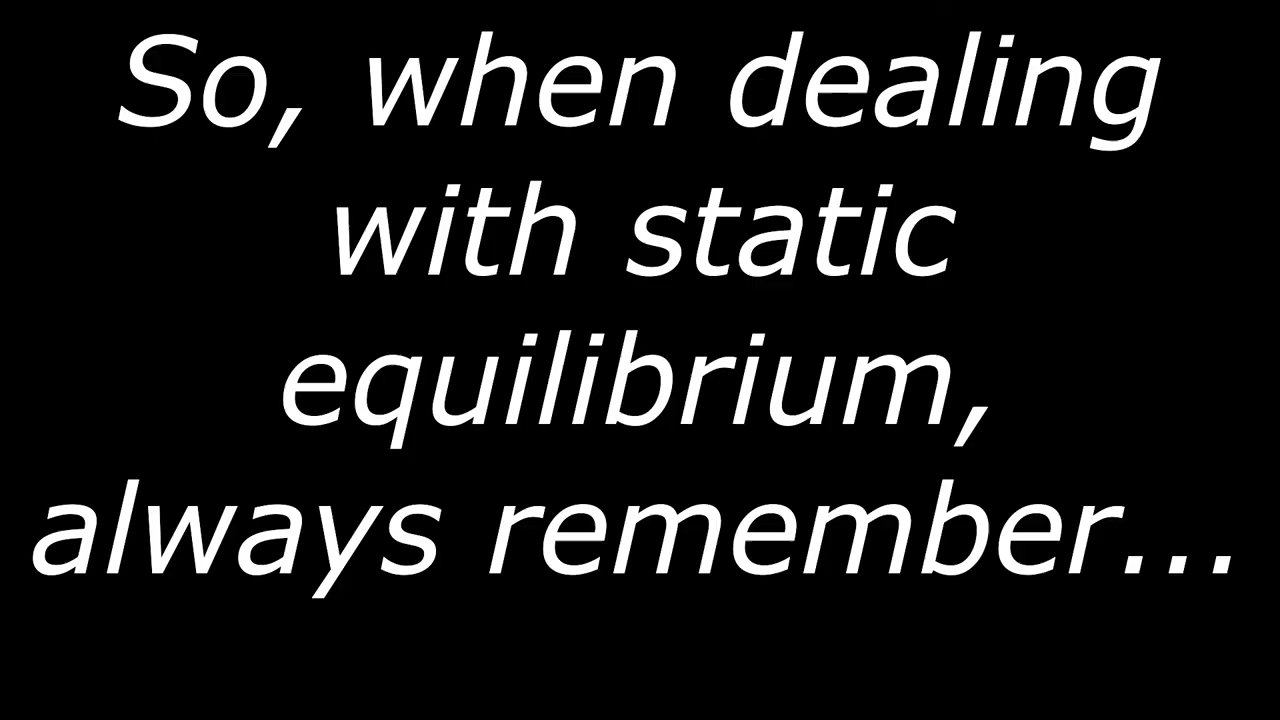 So, when dealing
with static
equilibrium,
always remember...